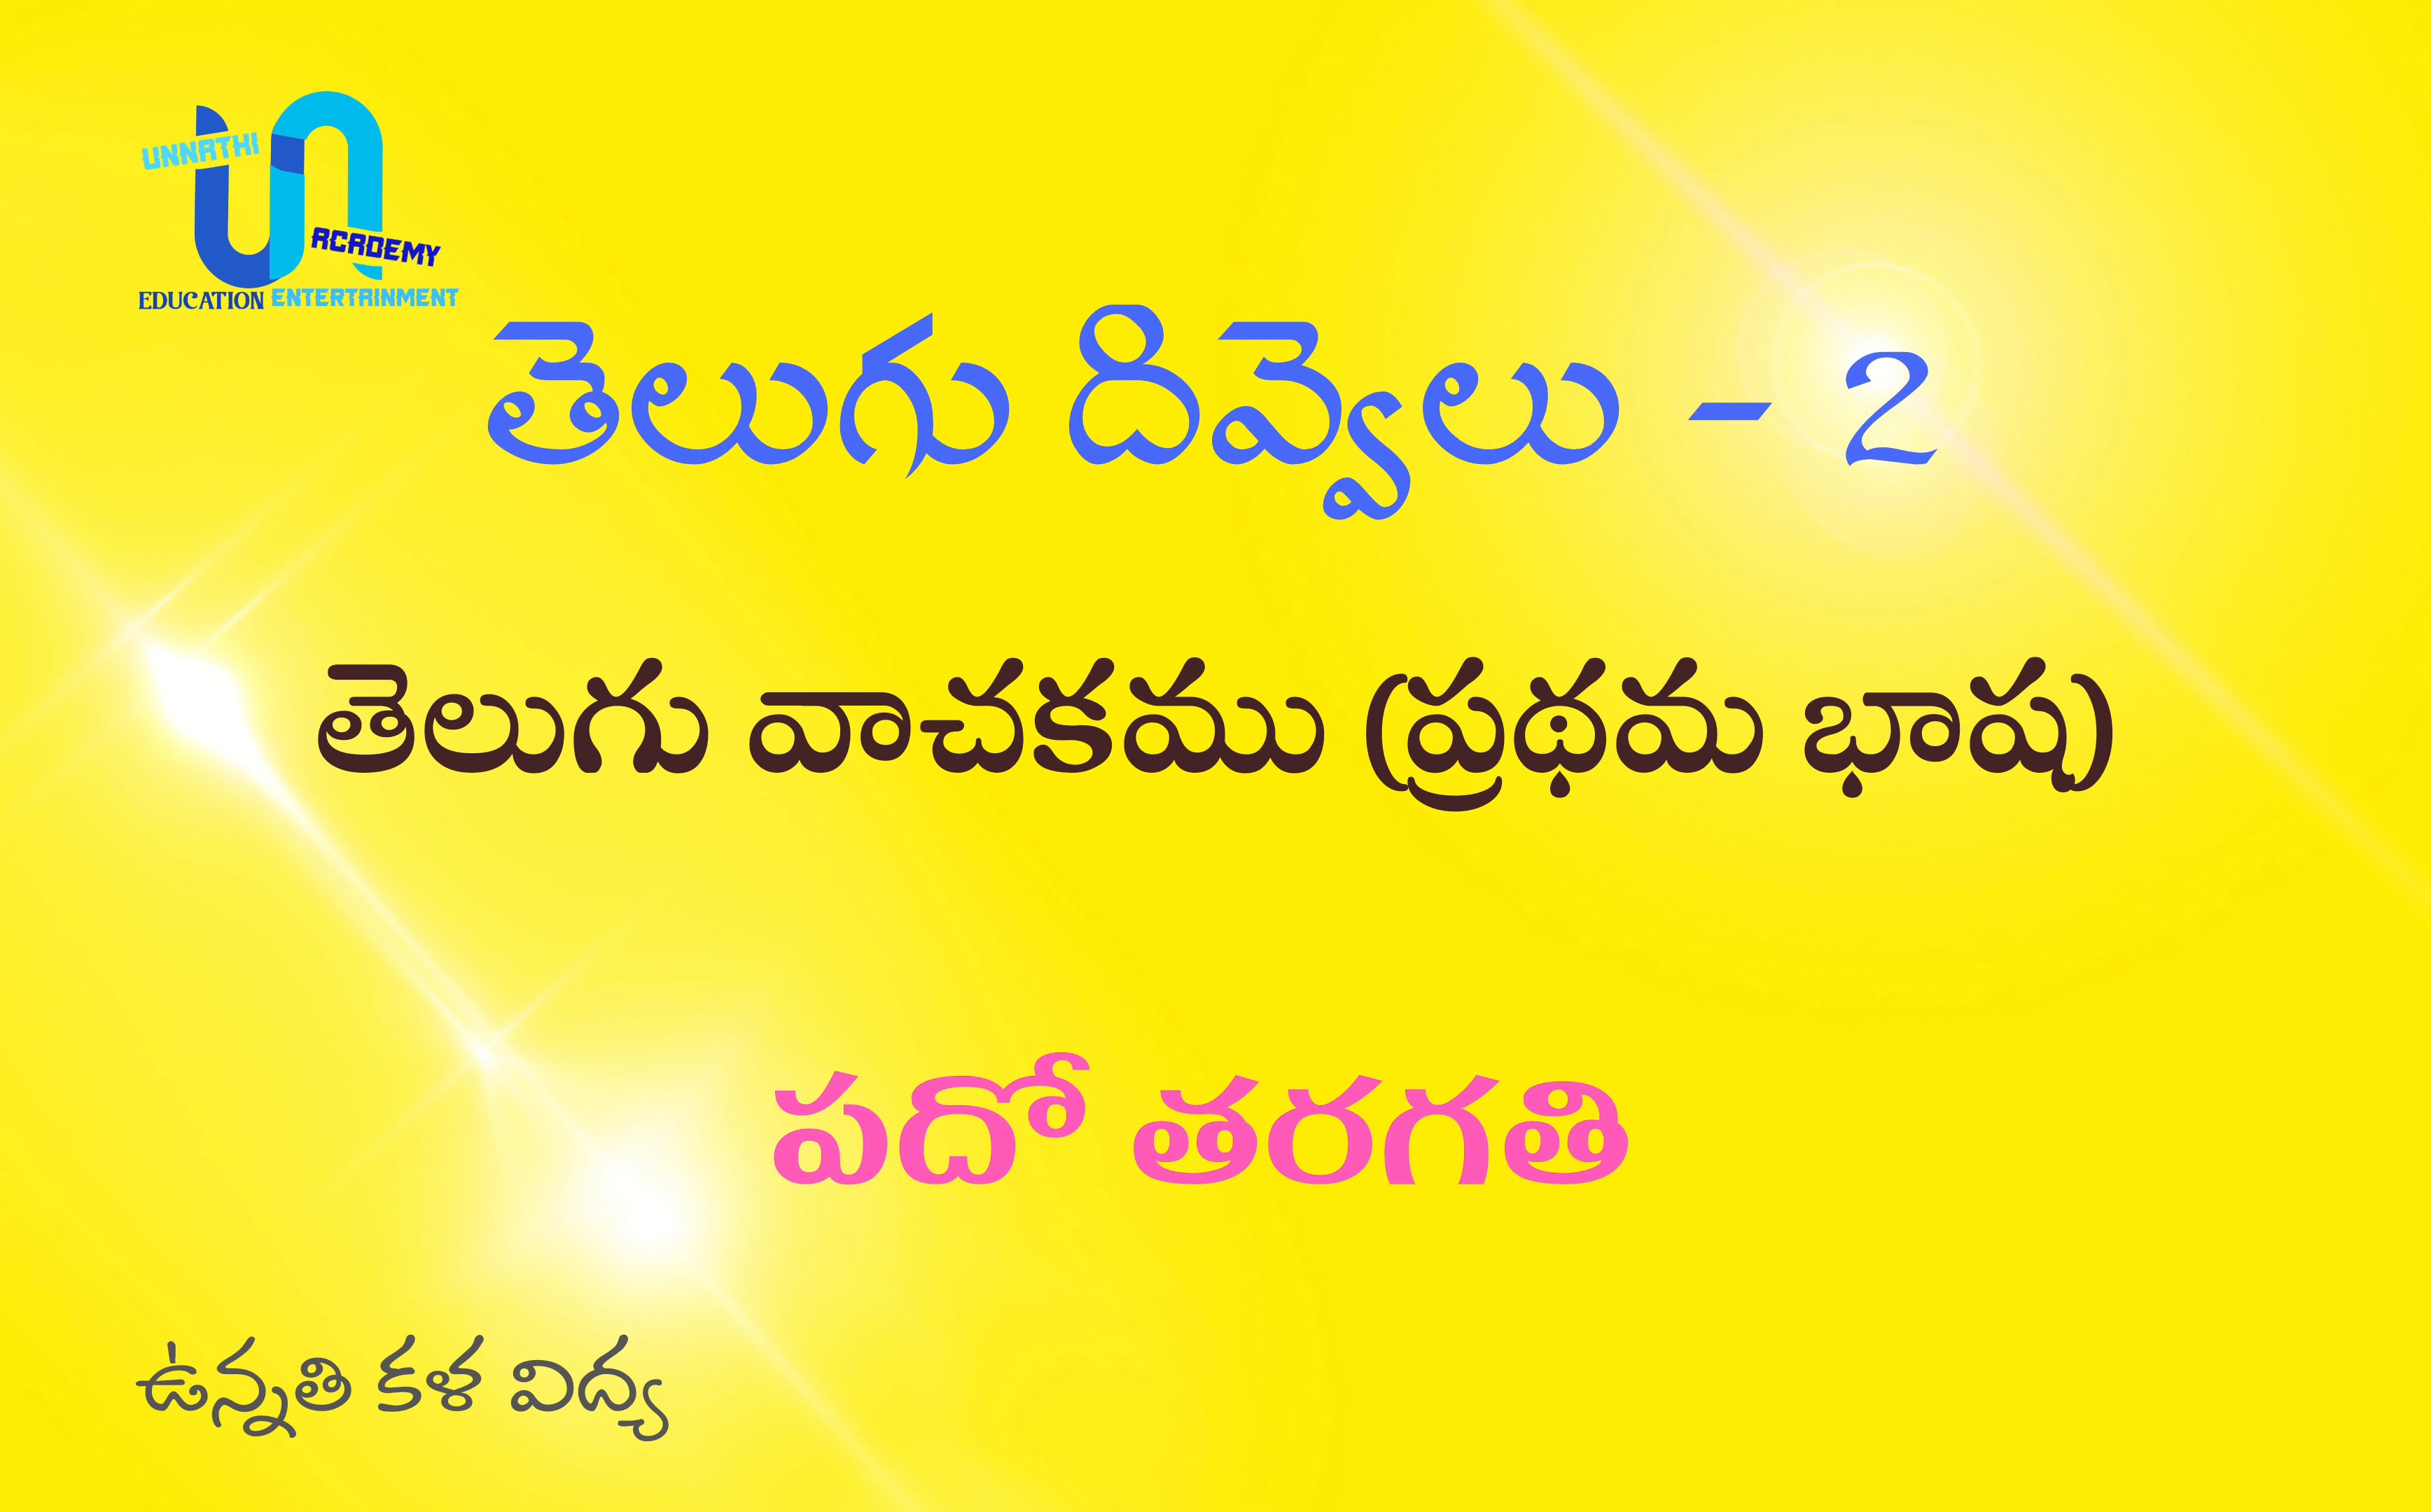 UNNATHI
ACADEMY
EDUCATION ENTERTAINMENT
తెలుగు దివ్వెలు - 2
తెలుగు వాచకము (ప్రథమ భాష)
పదో తరగతి
ఉన్నతి కళ విద్య